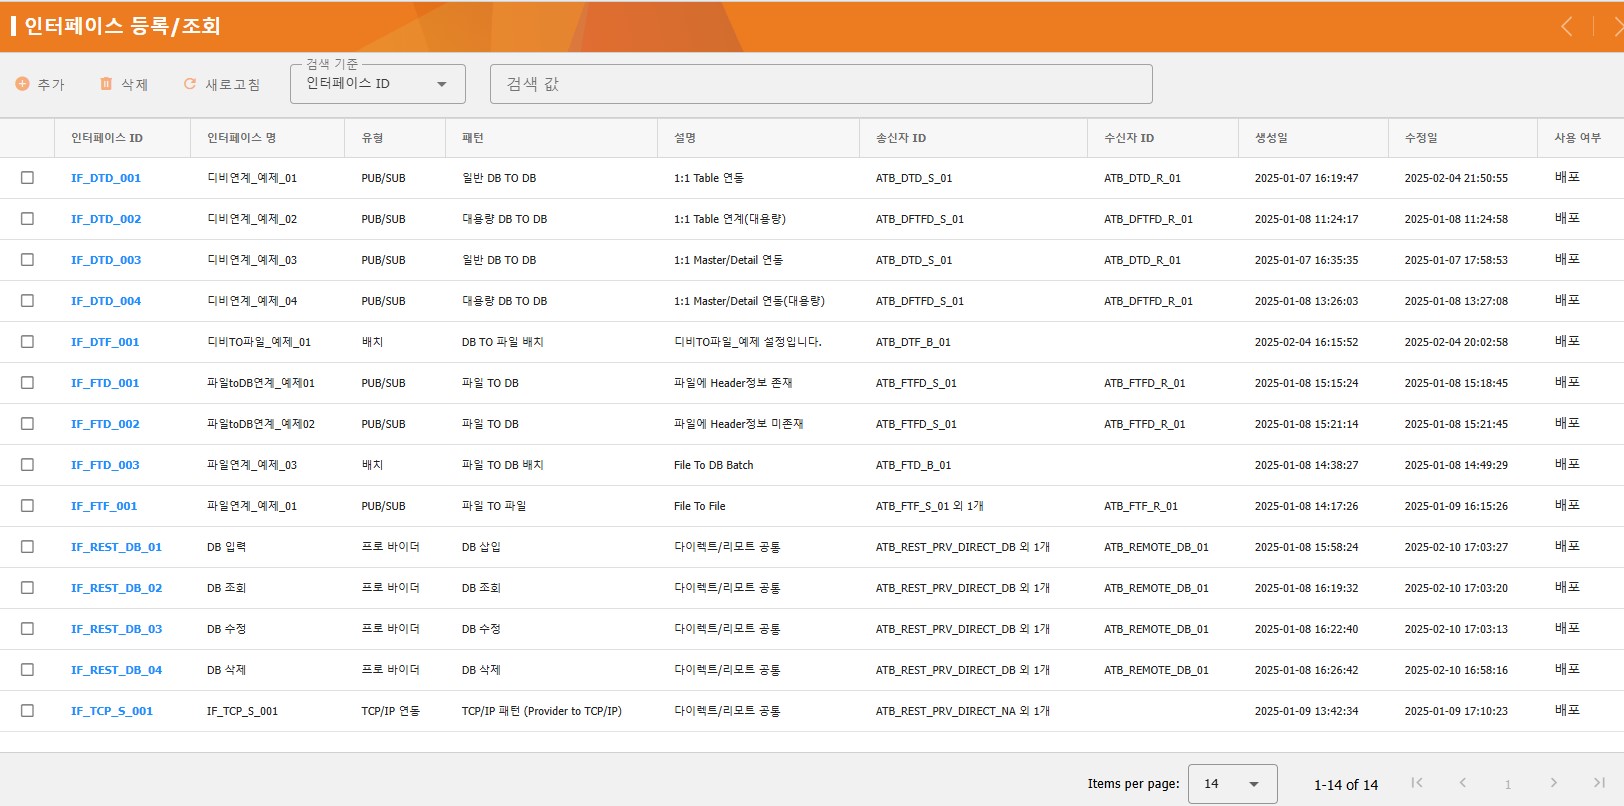 인터페이스 등록/조회
추가 삭제 새로고침 검색 기준 인터페이스 ID 검색 값
인터페이스 ID 인터페이스 명 유형 패턴 설명 송신자 ID 수신자 ID 생성일 수정일 사용 여부
IF_DTD_001 디비연계_예제_01 PUB/SUB 일반 DB TO DB 1:1 Table 연동 ATB_DTD_S_01 ATB_DTD_R_01 2025-01-07 16:19:47 2025-02-04 21:50:55 배포
IF_DTD_002 디비연계_예제_02 PUB/SUB 대용량 DB TO DB 1:1 Table 연계(대용량) ATB_DFTFD_S_01 ATB_DFTFD_R_01 2025-01-08 11:24:17 2025-01-08 11:24:58 배포
IF_DTD_003 디비연계_예제_03 PUB/SUB 일반 DB TO DB 1:1 Master/Detail 연동 ATB_DTD_S_01 ATB_DTD_R_01 2025-01-07 16:35:35 2025-01-07 17:58:53 배포
IF_DTD_004 디비연계_예제_04 PUB/SUB 대용량 DB TO DB 1:1 Master/Detail 연동(대용량) ATB_DFTFD_S_01 ATB_DFTFD_R_01 2025-01-08 13:26:03 2025-01-08 13:27:08 배포
IF_DTF_001 디비TO파일_예제_01 배치 DB TO 파일 배치 디비TO파일_예제 설정입니다. ATB_DTF_B_01 2025-02-04 16:15:52 2025-02-04 20:02:58 배포
IF_FTD_001 파일toDB연계_예제01 PUB/SUB 파일 TO DB 파일에 Header정보 존재 ATB_FTFD_S_01 ATB_FTFD_R_01 2025-01-08 15:15:24 2025-01-08 15:18:45 배포
IF_FTD_002 파일toDB연계_예제02 PUB/SUB 파일 TO DB 파일에 Header정보 미존재 ATB_FTFD_S_01 ATB_FTFD_R_01 2025-01-08 15:21:14 2025-01-08 15:21:45 배포
IF_FTD_003 파일연계_예제_03 배치 파일 TO DB 배치 File To DB Batch ATB_FTD_B_01 2025-01-08 14:38:27 2025-01-08 14:49:29 배포
IF_FTF_001 파일연계_예제_01 PUB/SUB 파일 TO 파일 File To File ATB_FTF_S_01 외 1개 ATB_FTF_R_01 2025-01-08 14:17:26 2025-01-09 16:15:26 배포
IF_REST_DB_01 DB 입력 프로 바이더 DB 삽입 다이렉트/리모트 공통 ATB_REST_PRV_DIRECT_DB 외 1개 ATB_REMOTE_DB_01 2025-01-08 15:58:24 2025-02-10 17:03:27 배포
IF_REST_DB_02 DB 조회 프로 바이더 DB 조회 다이렉트/리모트 공통 ATB_REST_PRV_DIRECT_DB 외 1개 ATB_REMOTE_DB_01 2025-01-08 16:19:32 2025-02-10 17:03:20 배포
IF_REST_DB_03 DB 수정 프로 바이더 DB 수정 다이렉트/리모트 공통 ATB_REST_PRV_DIRECT_DB 외 1개 ATB_REMOTE_DB_01 2025-01-08 16:22:40 2025-02-10 17:03:13 배포
IF_REST_DB_04 DB 삭제 프로 바이더 DB 삭제 다이렉트/리모트 공통 ATB_REST_PRV_DIRECT_DB 외 1개 ATB_REMOTE_DB_01 2025-01-08 16:26:42 2025-02-10 16:58:16 배포
IF_TCP_S_001 IF_TCP_S_001 TCP/IP 연동 TCP/IP 패턴 (Provider to TCP/IP) 다이렉트/리모트 공통 ATB_REST_PRV_DIRECT_NA 외 1개 2025-01-09 13:42:34 2025-01-09 17:10:23 배포
Items per page: 14 1-14 of 14 1